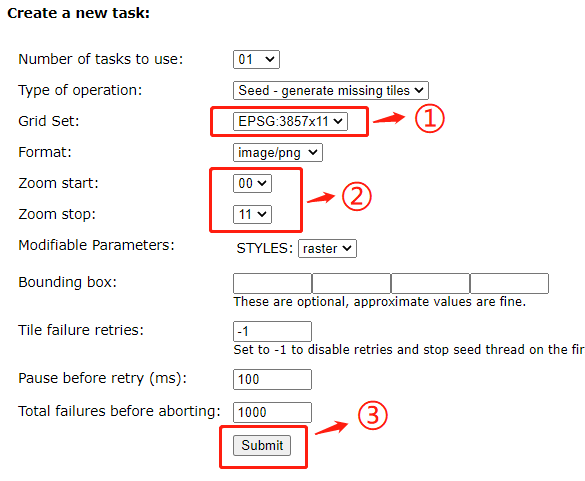 Create a new task:
Number of tasks to use: 01
Type of operation: Seed - generate missing tiles
Grid Set: EPSG:3857x11 ①
Format: image/png
Zoom start: 00
②
Zoom stop: 11
Modifiable Parameters: STYLES: raster
Bounding box:
These are optional, approximate values are fine.
Tile failure retries: -1
Set to -1 to disable retries and stop seed thread on the fir
Pause before retry (ms): 100
Total failures before aborting: 1000
Submit ③